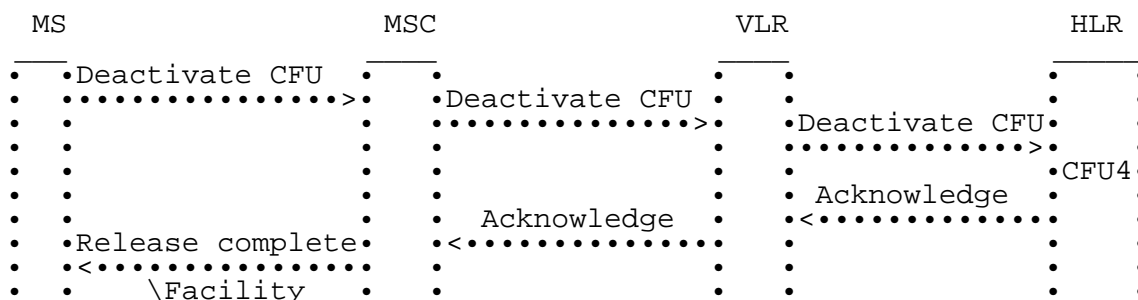 MS MSC VLR HLR
Deactivate CFU
Deactivate CFU
Deactivate CFU
CFU4
Acknowledge
Acknowledge
Release complete
\Facility